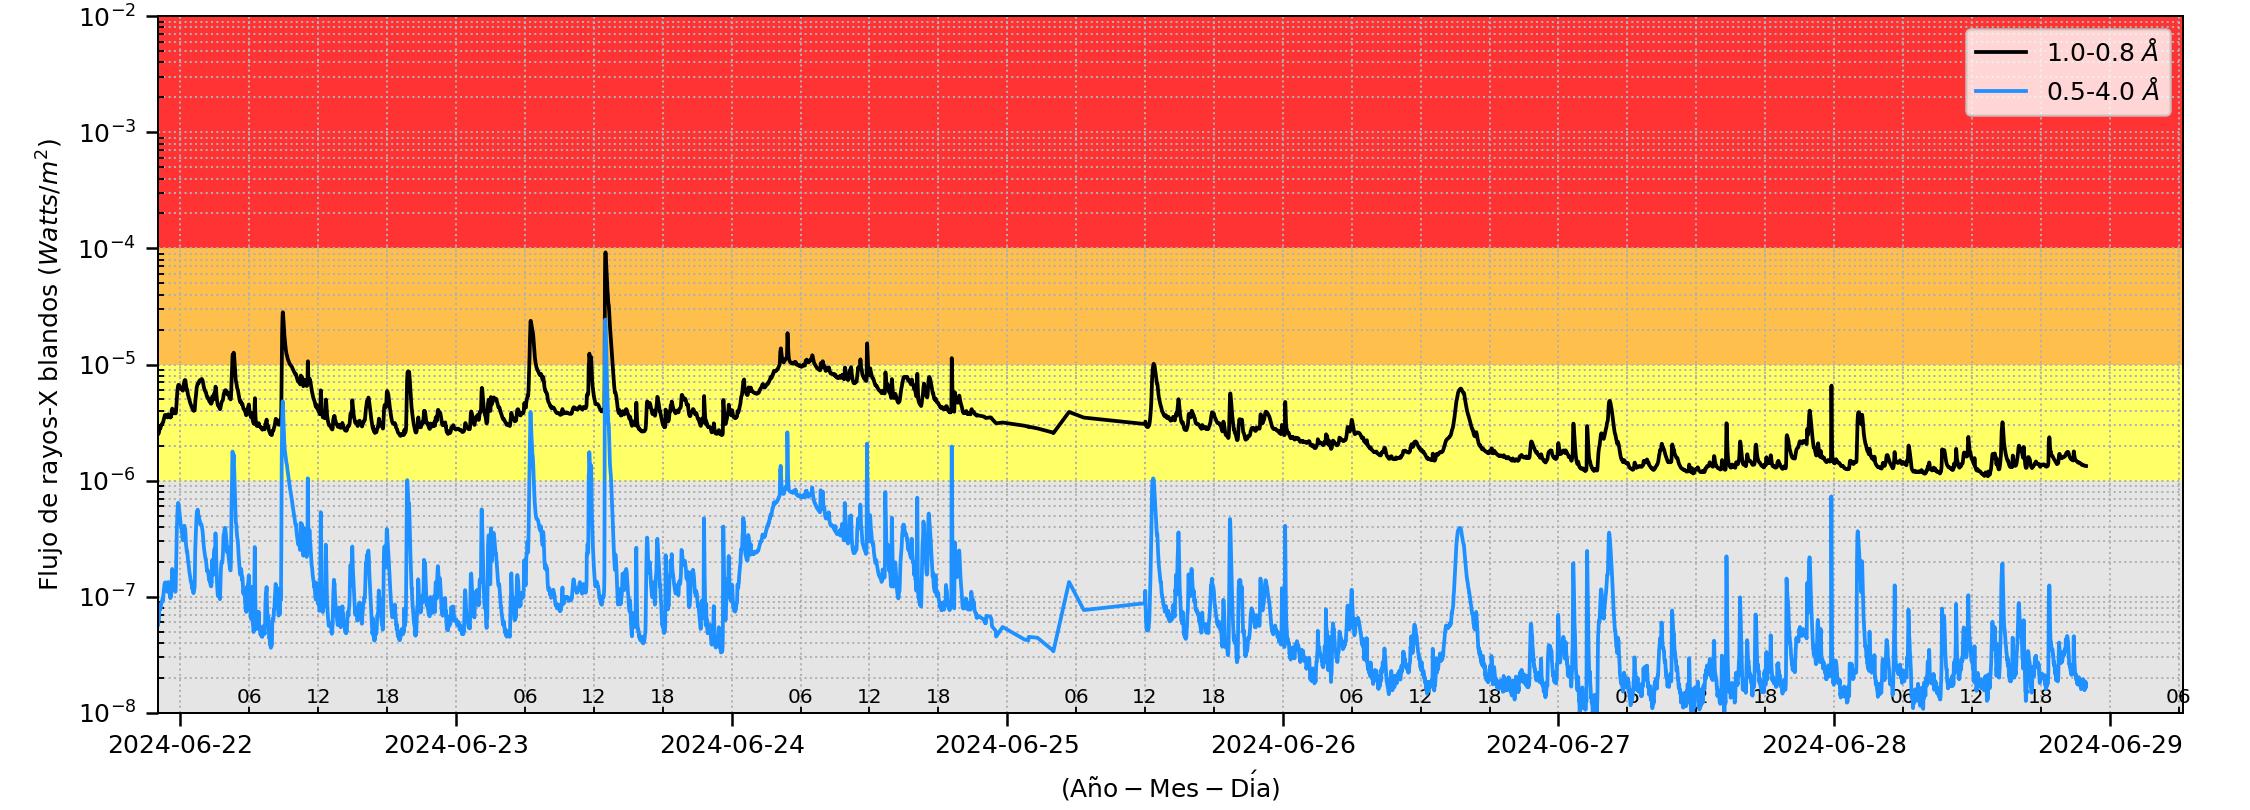 10⁻²
10⁻³
10⁻⁴
10⁻⁵
10⁻⁶
10⁻⁷
10⁻⁸
Flujo de rayos-X blandos (Watts/m²)
1.0-0.8 Å
0.5-4.0 Å
06 12 18 06 12 18 06 12 18 06 12 18 06 12 18 06 12 18 06 12 18 06
2024-06-22 2024-06-23 2024-06-24 2024-06-25 2024-06-26 2024-06-27 2024-06-28 2024-06-29
(Año − Mes − Día)